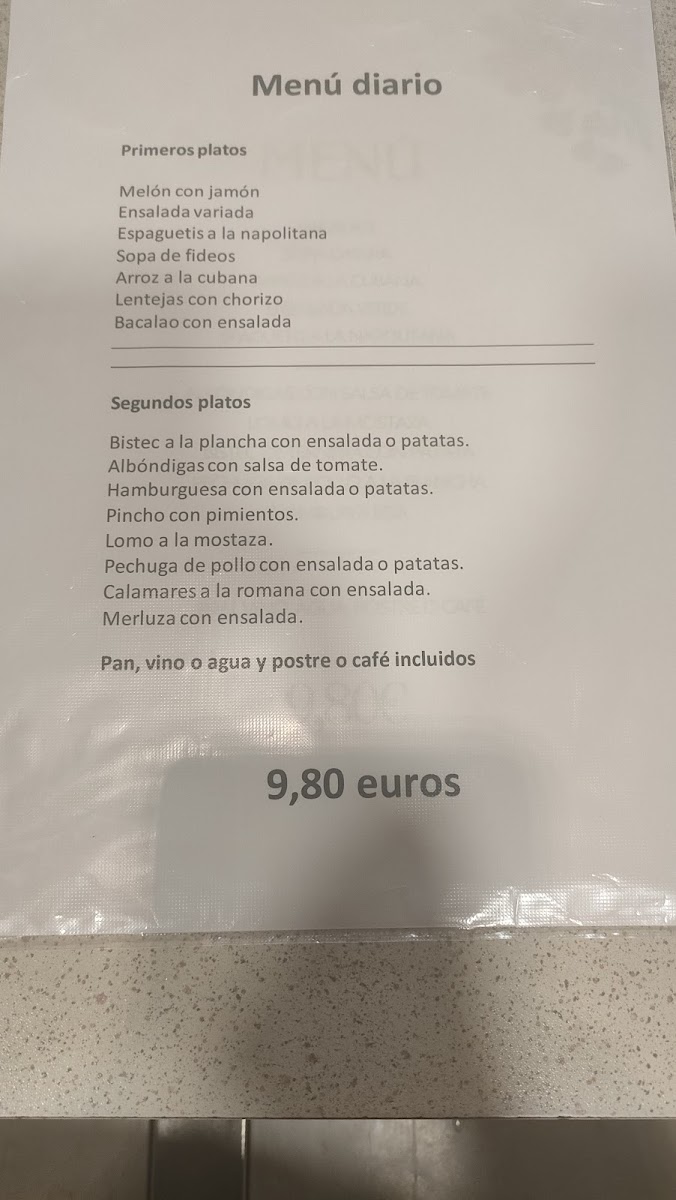 Menú diario
Primeros platos
Melón con jamón
Ensalada variada
Espaguetis a la napolitana
Sopa de fideos
Arroz a la cubana
Lentejas con chorizo
Bacalao con ensalada
Segundos platos
Bistec a la plancha con ensalada o patatas.
Albóndigas con salsa de tomate.
Hamburguesa con ensalada o patatas.
Pincho con pimientos.
Lomo a la mostaza.
Pechuga de pollo con ensalada o patatas.
Calamares a la romana con ensalada.
Merluza con ensalada.
Pan, vino o agua y postre o café incluidos
9,80 euros